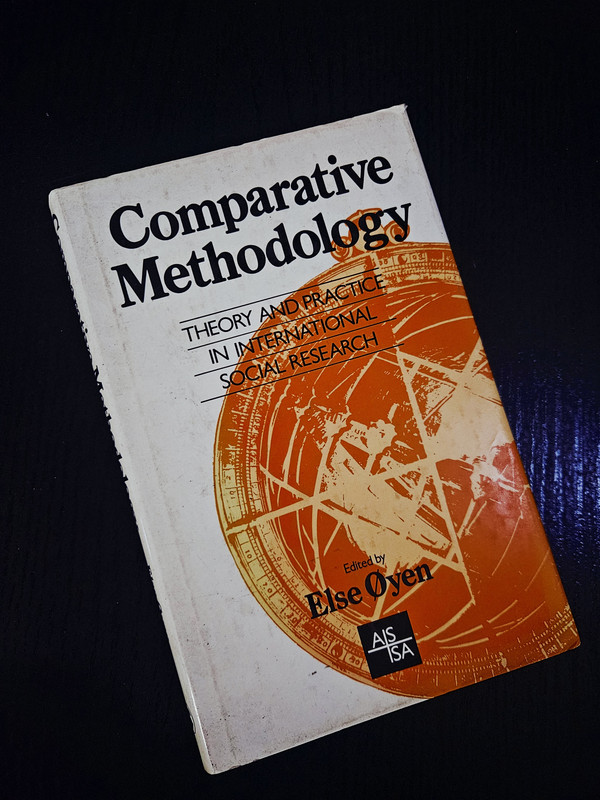 Comparative
Methodology
THEORY AND PRACTICE
IN INTERNATIONAL
SOCIAL RESEARCH
Edited by
Else Øyen
AIS
ISA